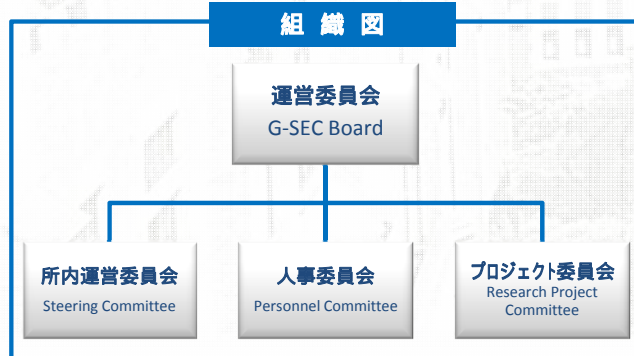 組織図
運営委員会
G-SEC Board
所内運営委員会
Steering Committee
人事委員会
Personnel Committee
プロジェクト委員会
Research Project
Committee